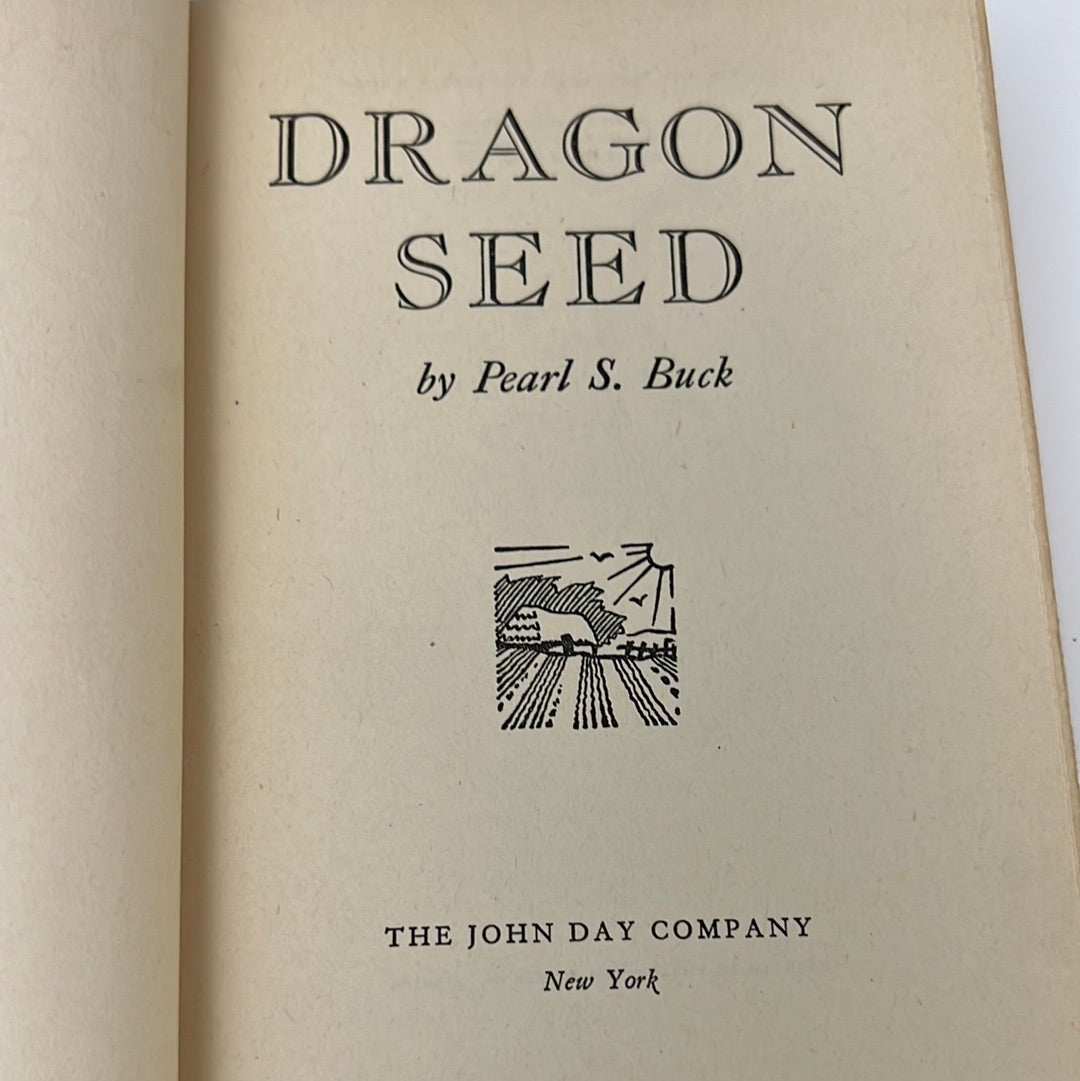 DRAGON
SEED
by Pearl S. Buck
THE JOHN DAY COMPANY
New York